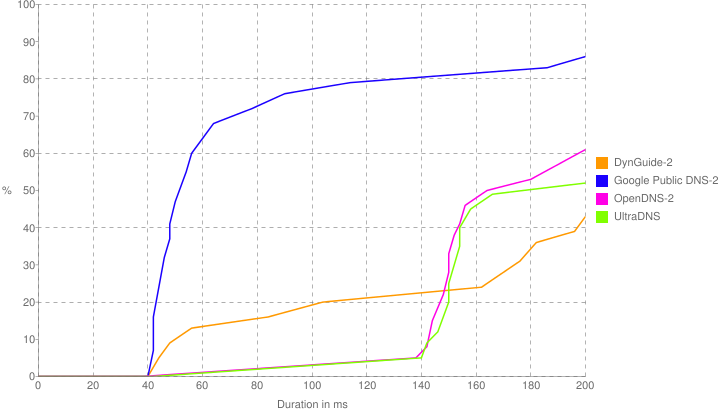 100
90
80
70
60
50
40
30
20
10
0
%
0 20 40 60 80 100 120 140 160 180 200
Duration in ms
DynGuide-2
Google Public DNS-2
OpenDNS-2
UltraDNS